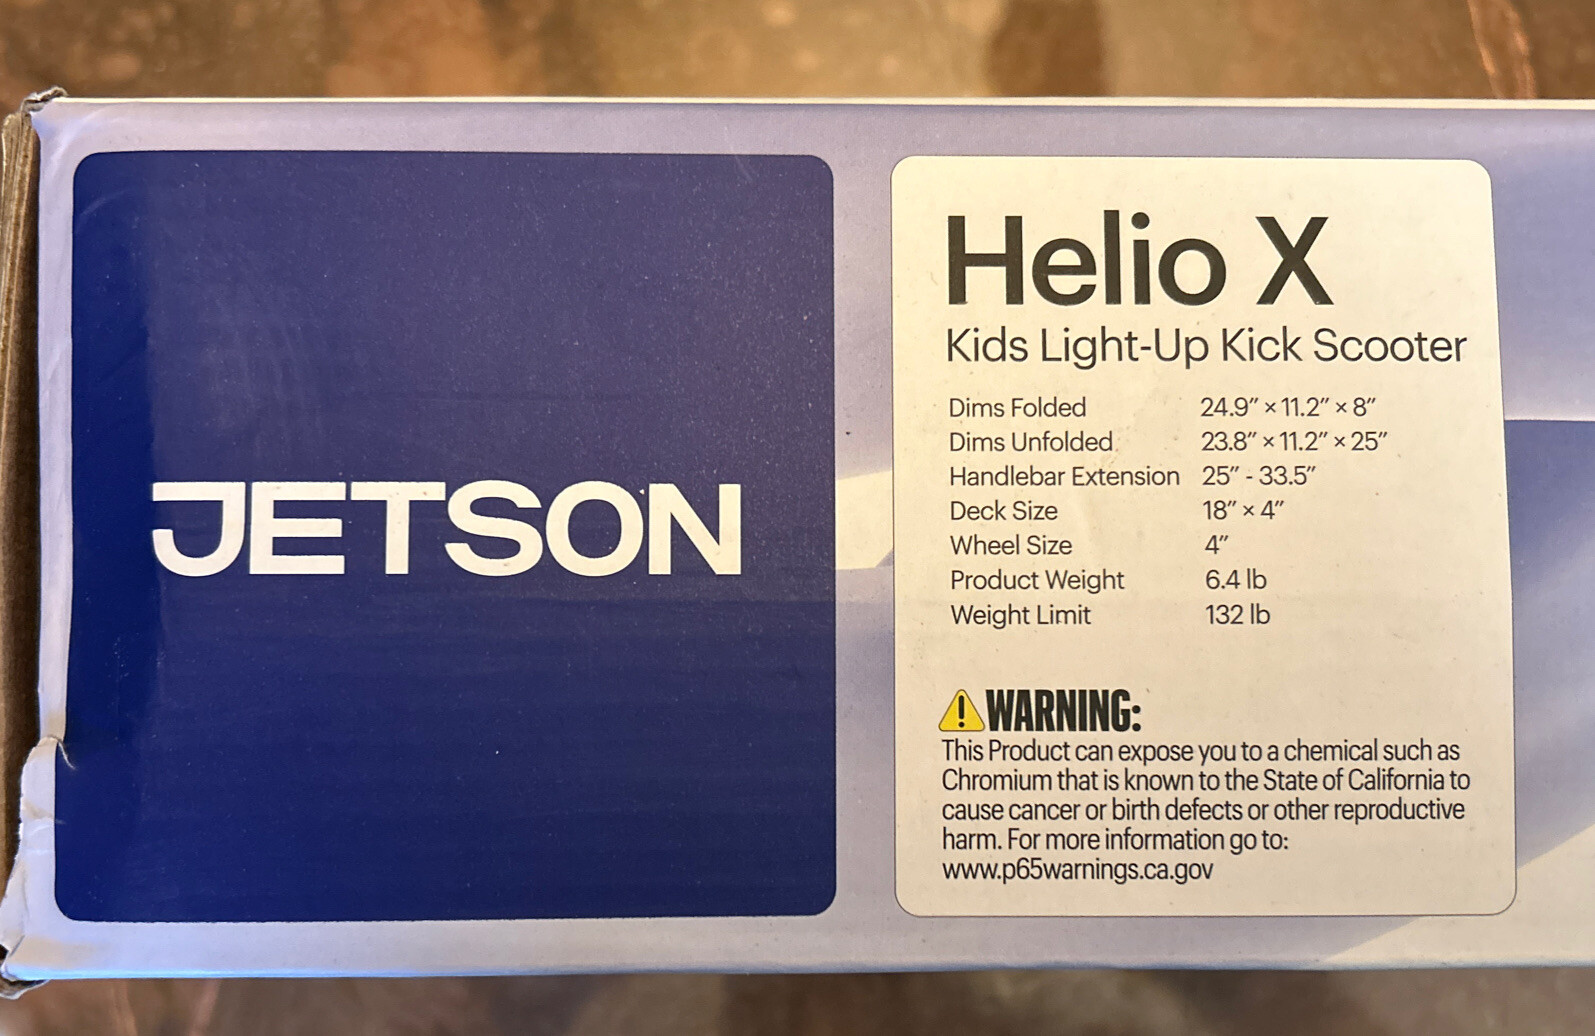 JETSON
Helio X
Kids Light-Up Kick Scooter
Dims Folded 24.9” × 11.2” × 8”
Dims Unfolded 23.8” × 11.2” × 25”
Handlebar Extension 25” - 33.5”
Deck Size 18” × 4”
Wheel Size 4”
Product Weight 6.4 lb
Weight Limit 132 lb
WARNING:
This Product can expose you to a chemical such as
Chromium that is known to the State of California to
cause cancer or birth defects or other reproductive
harm. For more information go to:
www.p65warnings.ca.gov